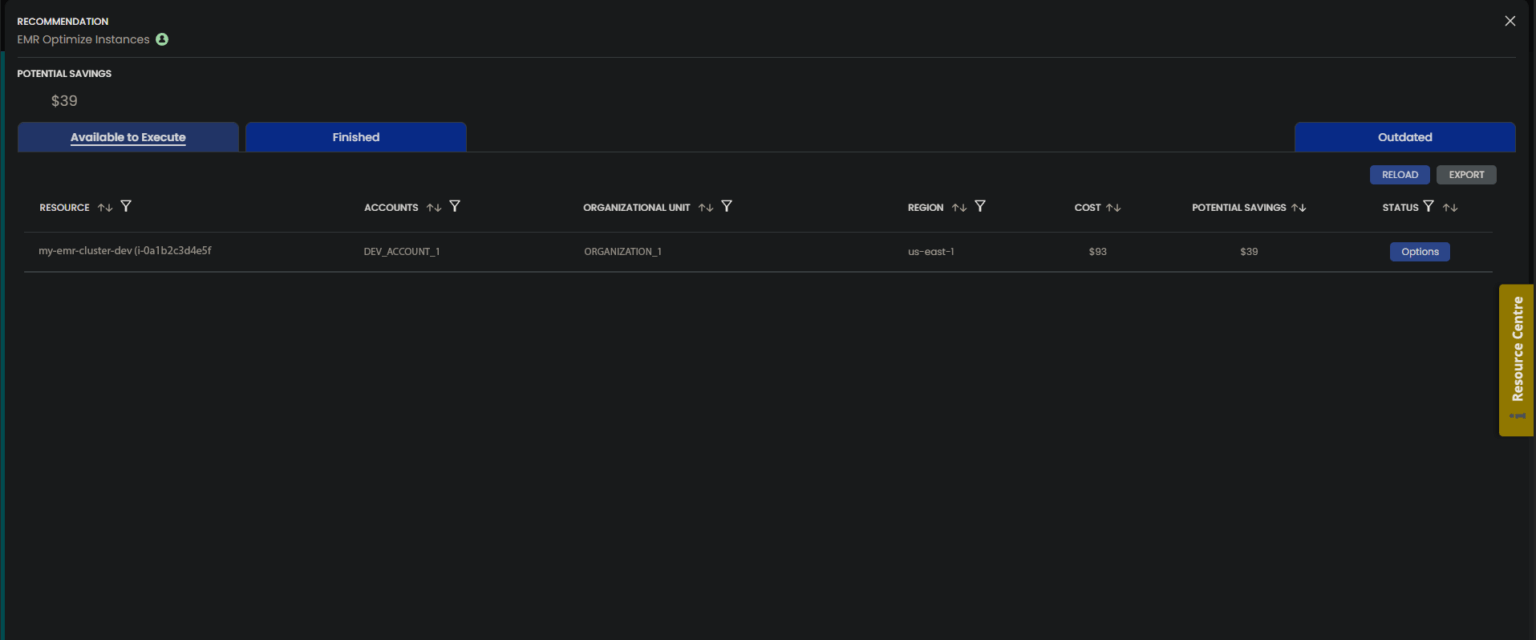 RECOMMENDATION
EMR Optimize Instances
POTENTIAL SAVINGS
$39
Available to Execute Finished Outdated
RELOAD EXPORT
RESOURCE ACCOUNTS ORGANIZATIONAL UNIT REGION COST POTENTIAL SAVINGS STATUS
my-emr-cluster-dev (i-0a1b2c3d4e5f DEV_ACCOUNT_1 ORGANIZATION_1 us-east-1 $93 $39 Options
Resource Centre